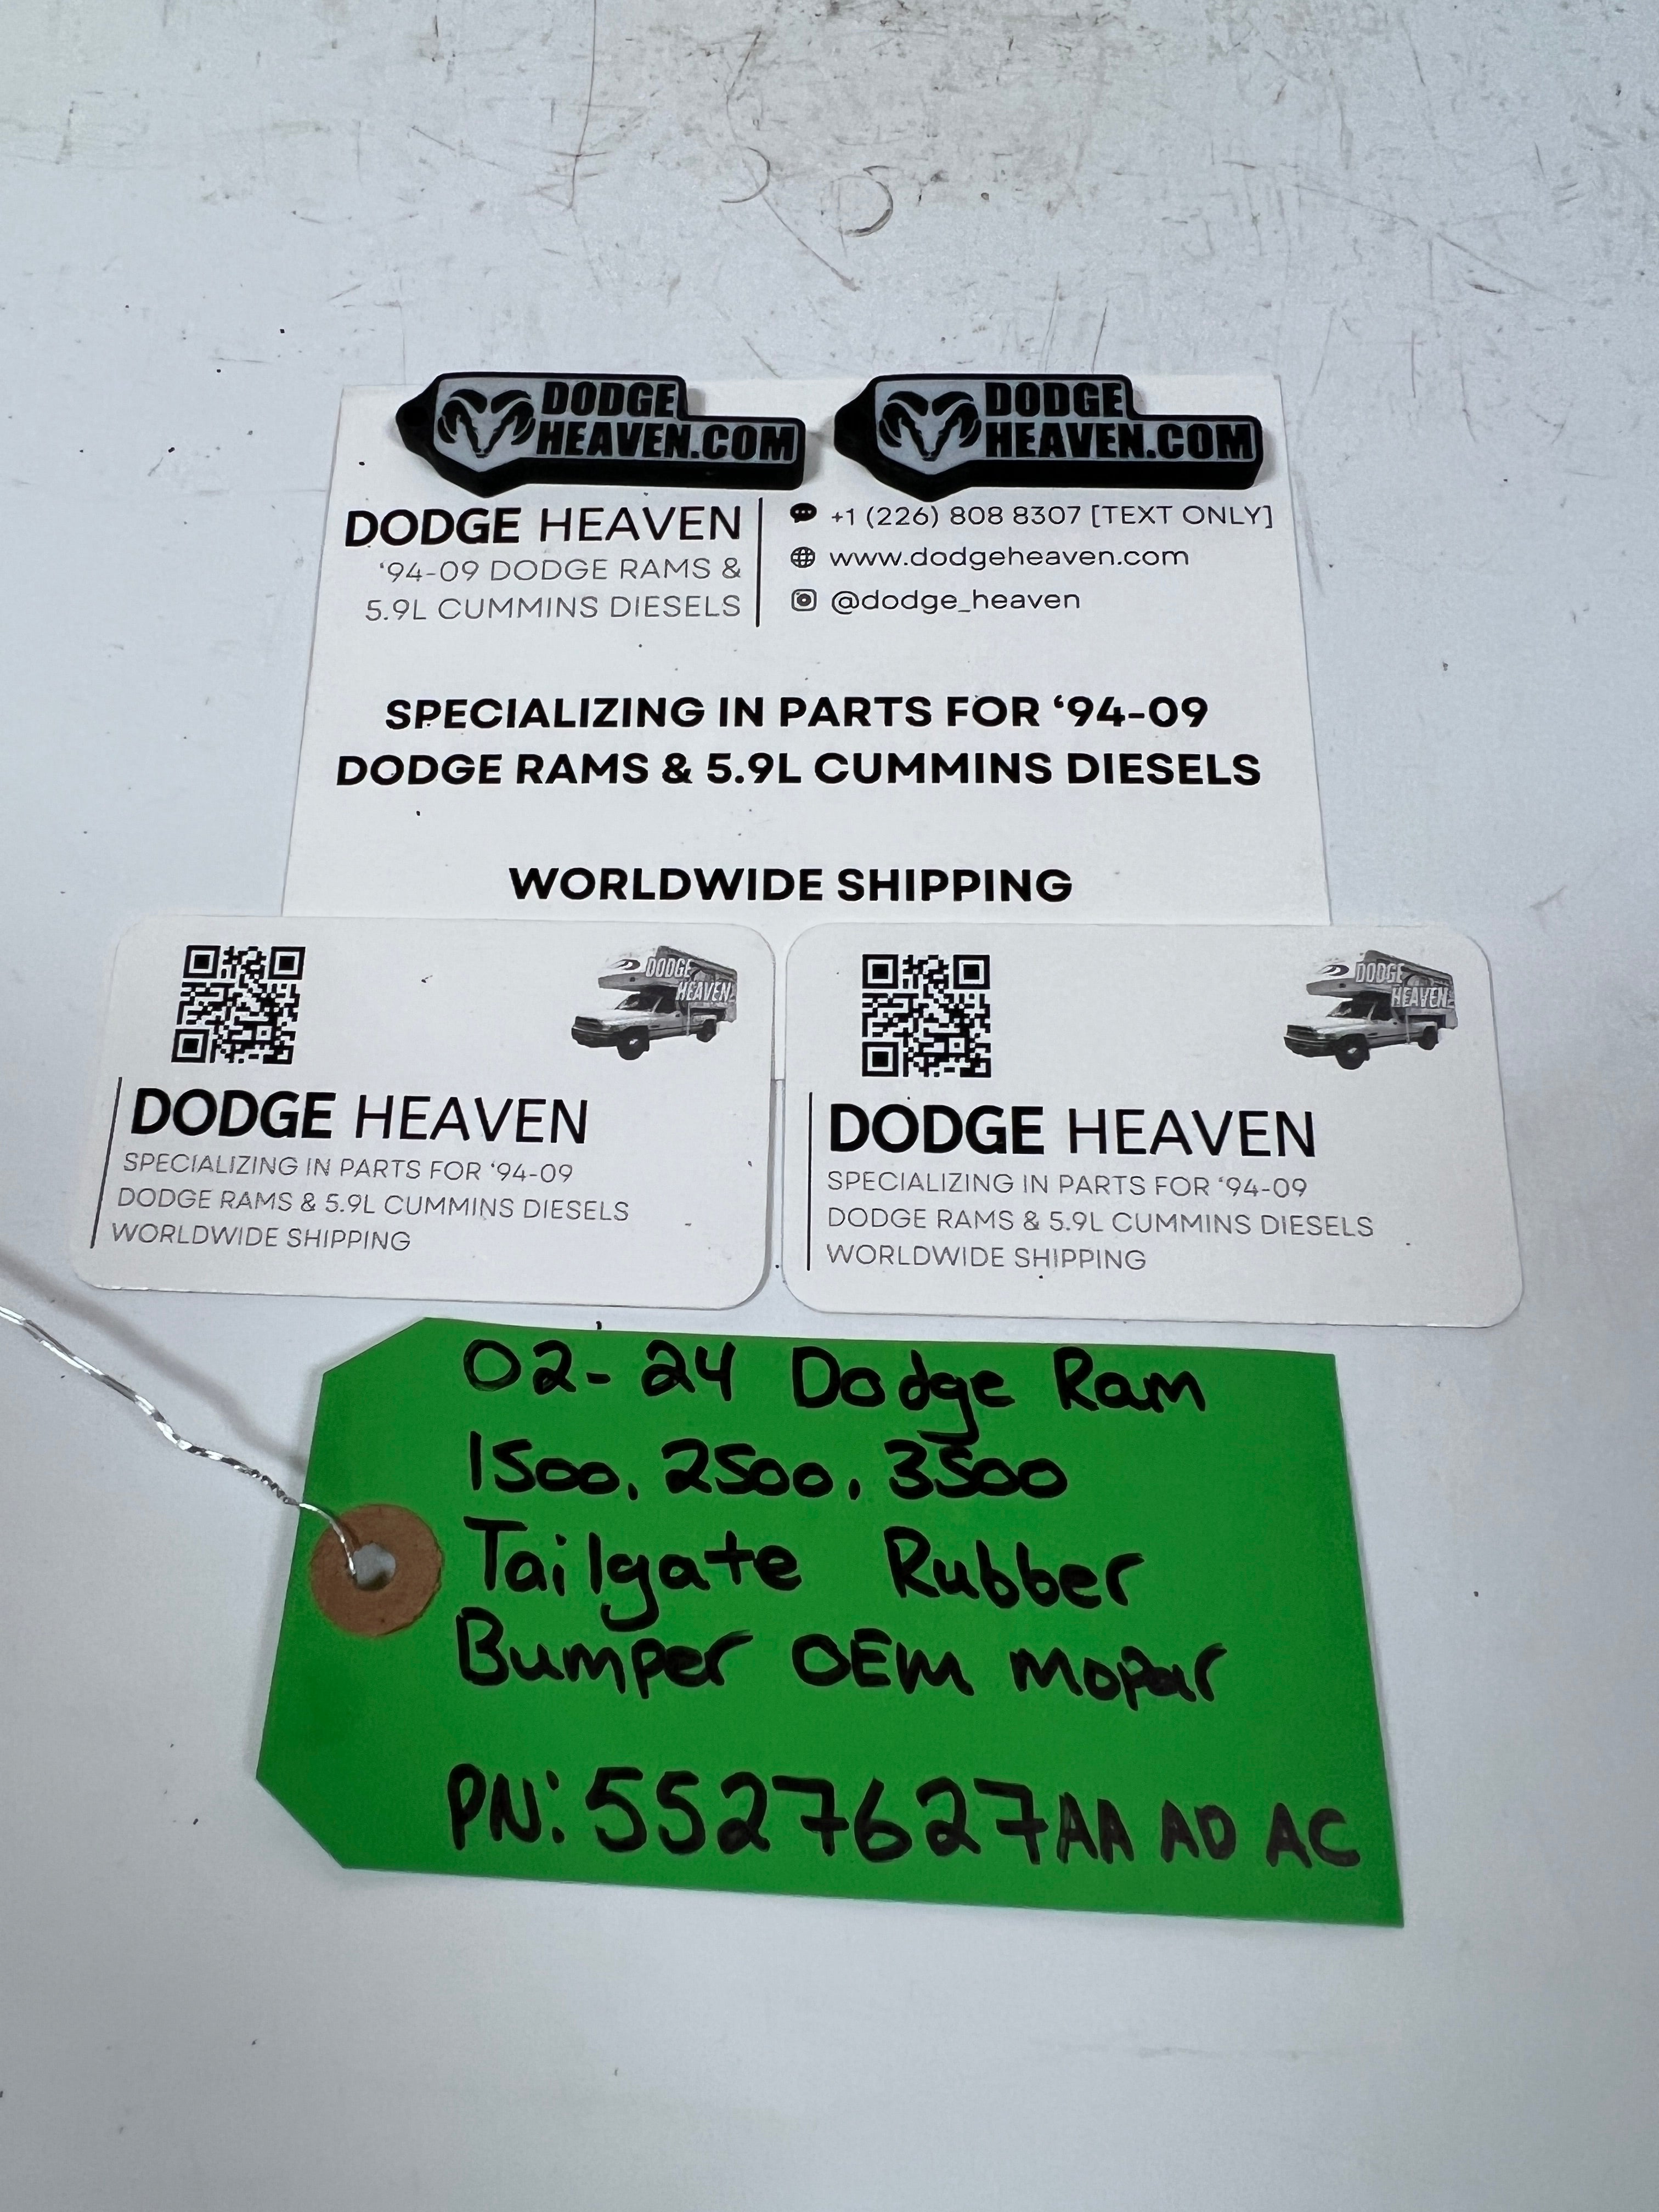 DODGE
HEAVEN.COM
DODGE
HEAVEN.COM
DODGE HEAVEN
‘94-09 DODGE RAMS &
5.9L CUMMINS DIESELS
+1 (226) 808 8307 [TEXT ONLY]
www.dodgeheaven.com
@dodge_heaven
SPECIALIZING IN PARTS FOR ‘94-09
DODGE RAMS & 5.9L CUMMINS DIESELS
WORLDWIDE SHIPPING
DODGE
HEAVEN
DODGE HEAVEN
SPECIALIZING IN PARTS FOR ‘94-09
DODGE RAMS & 5.9L CUMMINS DIESELS
WORLDWIDE SHIPPING
DODGE
HEAVEN
DODGE HEAVEN
SPECIALIZING IN PARTS FOR ‘94-09
DODGE RAMS & 5.9L CUMMINS DIESELS
WORLDWIDE SHIPPING
02-24 Dodge Ram
1500, 2500, 3500
Tailgate Rubber
Bumper OEM Mopar
PN: 5527627AA AD AC